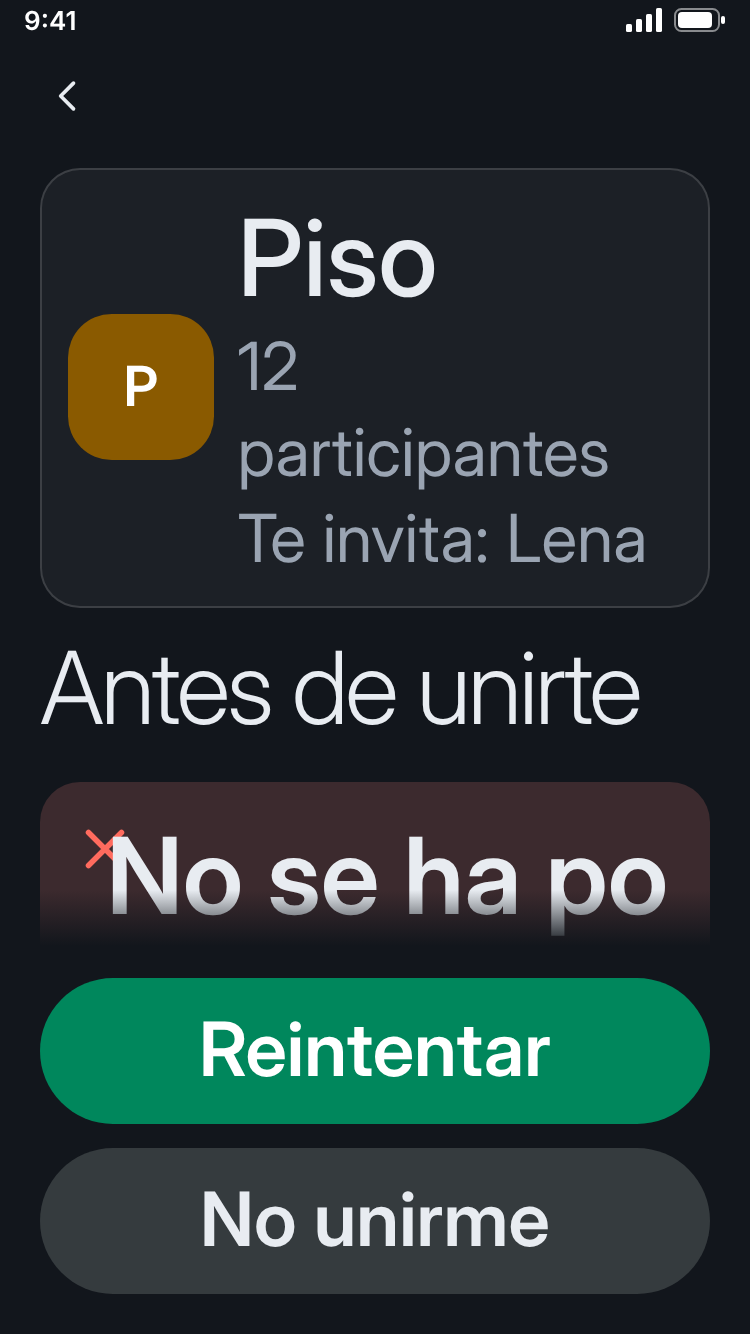 9:41
Piso
P
12
participantes
Te invita: Lena
Antes de unirte
No se ha po
Reintentar
No unirme